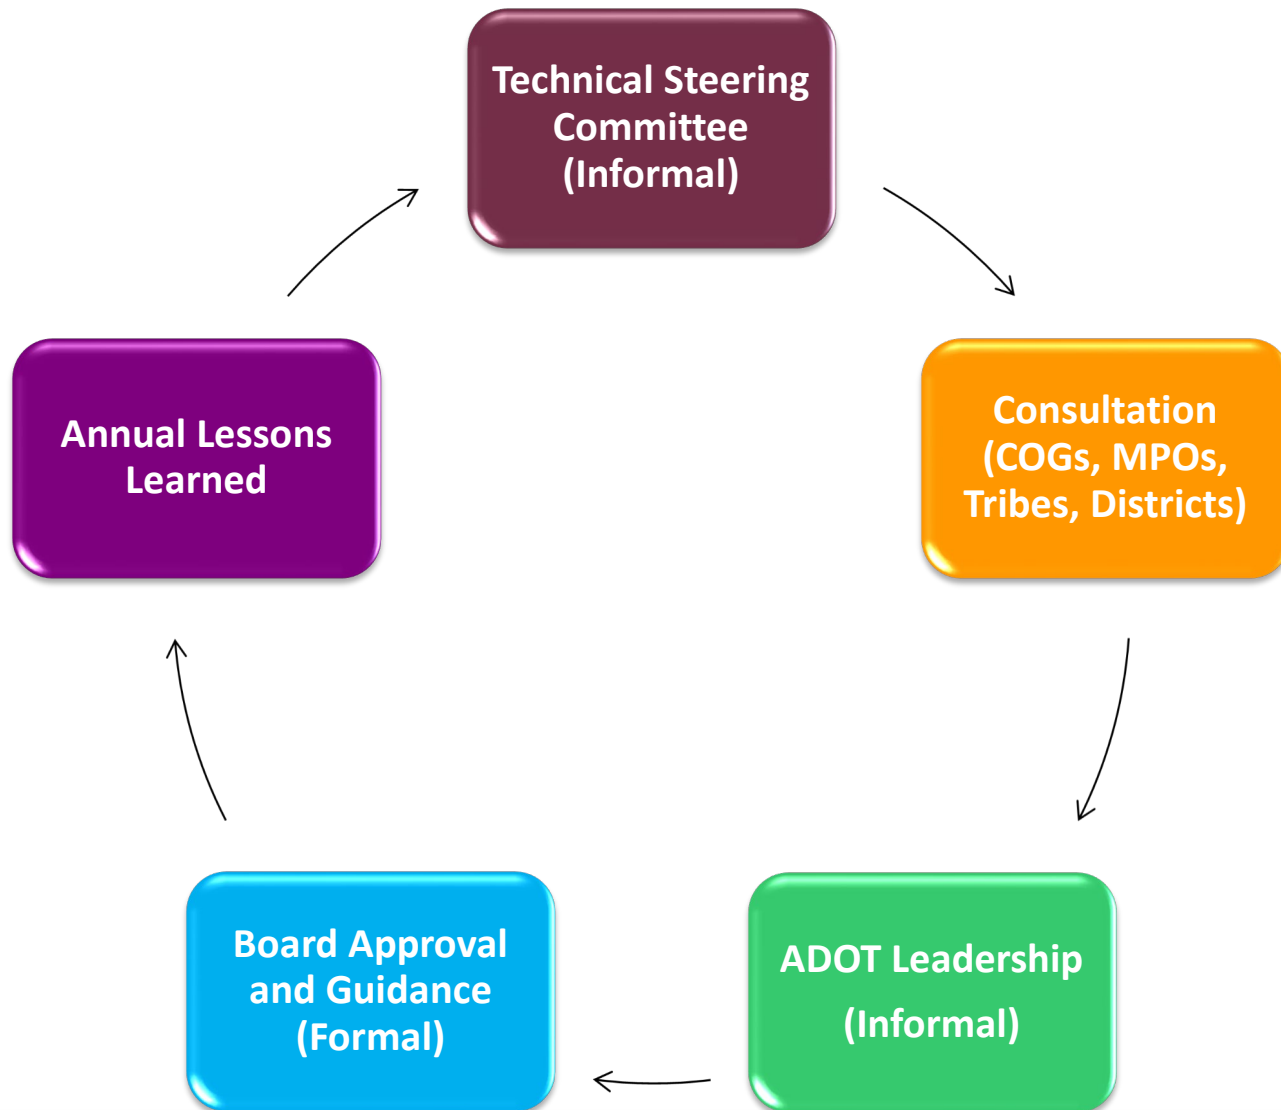 Technical Steering
Committee
(Informal)
Consultation
(COGs, MPOs,
Tribes, Districts)
ADOT Leadership
(Informal)
Board Approval
and Guidance
(Formal)
Annual Lessons
Learned